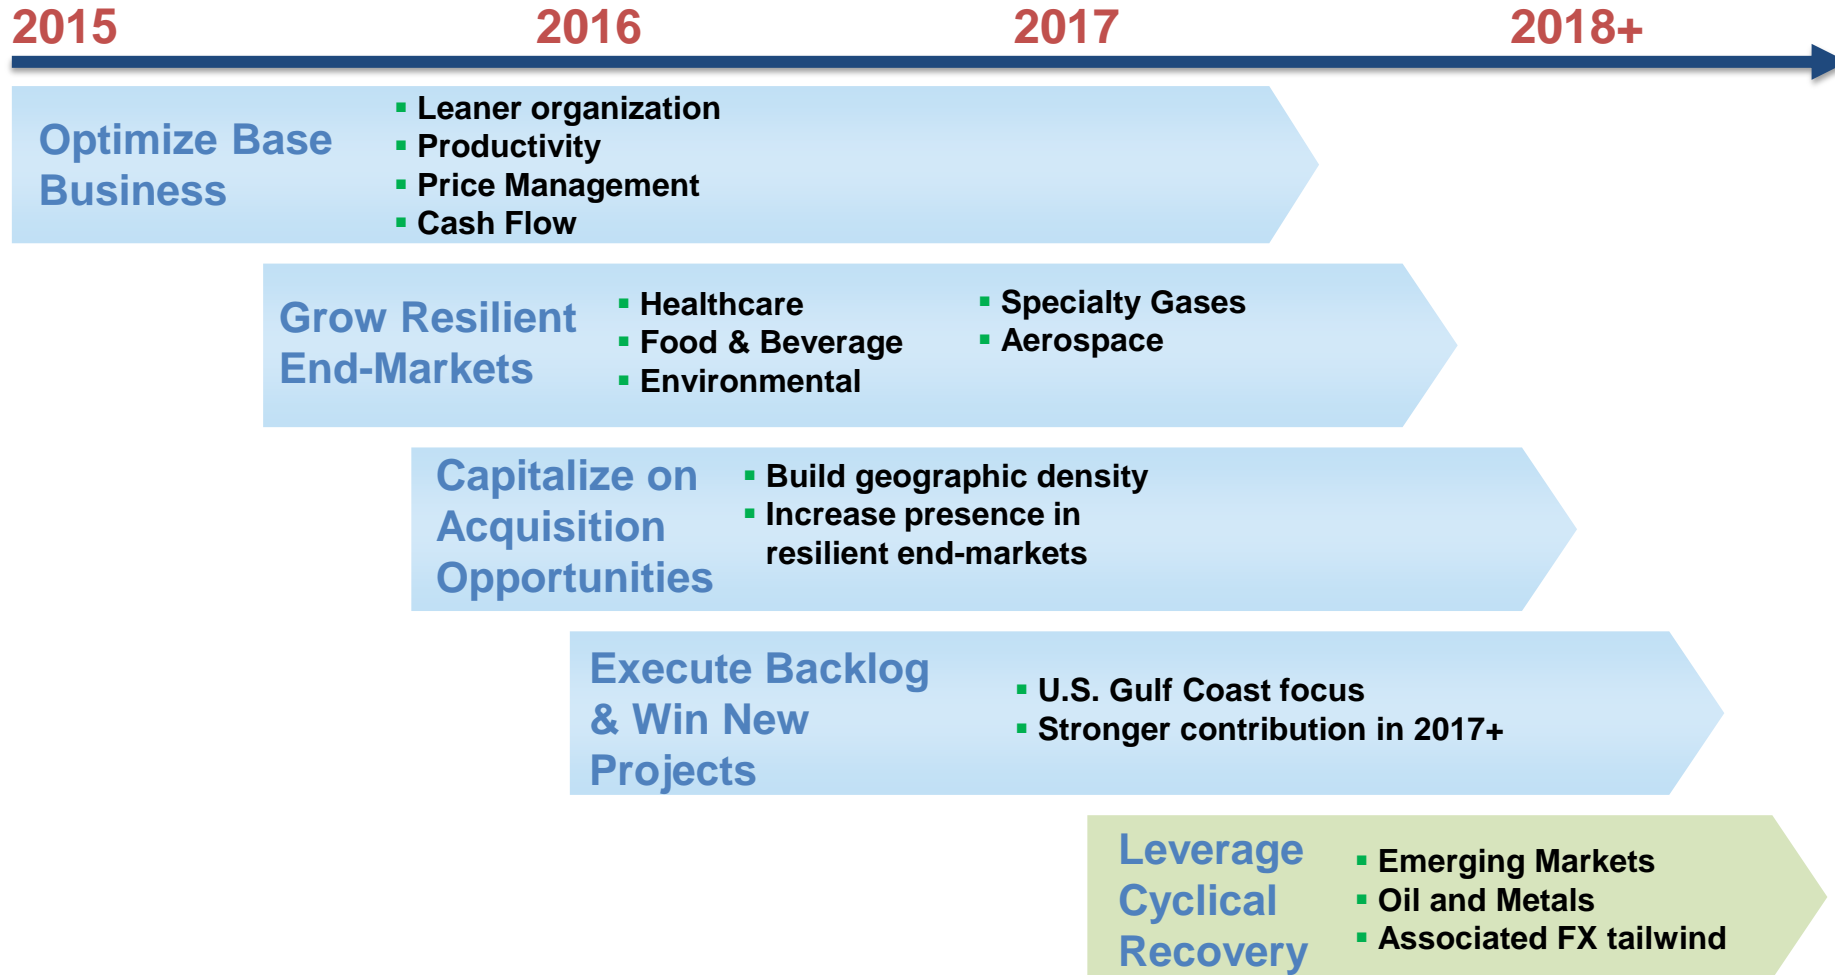 2015 2016 2017 2018+
Optimize Base
Business
▪ Leaner organization
▪ Productivity
▪ Price Management
▪ Cash Flow
Grow Resilient
End-Markets
▪ Healthcare
▪ Food & Beverage
▪ Environmental
▪ Specialty Gases
▪ Aerospace
Capitalize on
Acquisition
Opportunities
▪ Build geographic density
▪ Increase presence in
resilient end-markets
Execute Backlog
& Win New
Projects
▪ U.S. Gulf Coast focus
▪ Stronger contribution in 2017+
Leverage
Cyclical
Recovery
▪ Emerging Markets
▪ Oil and Metals
▪ Associated FX tailwind